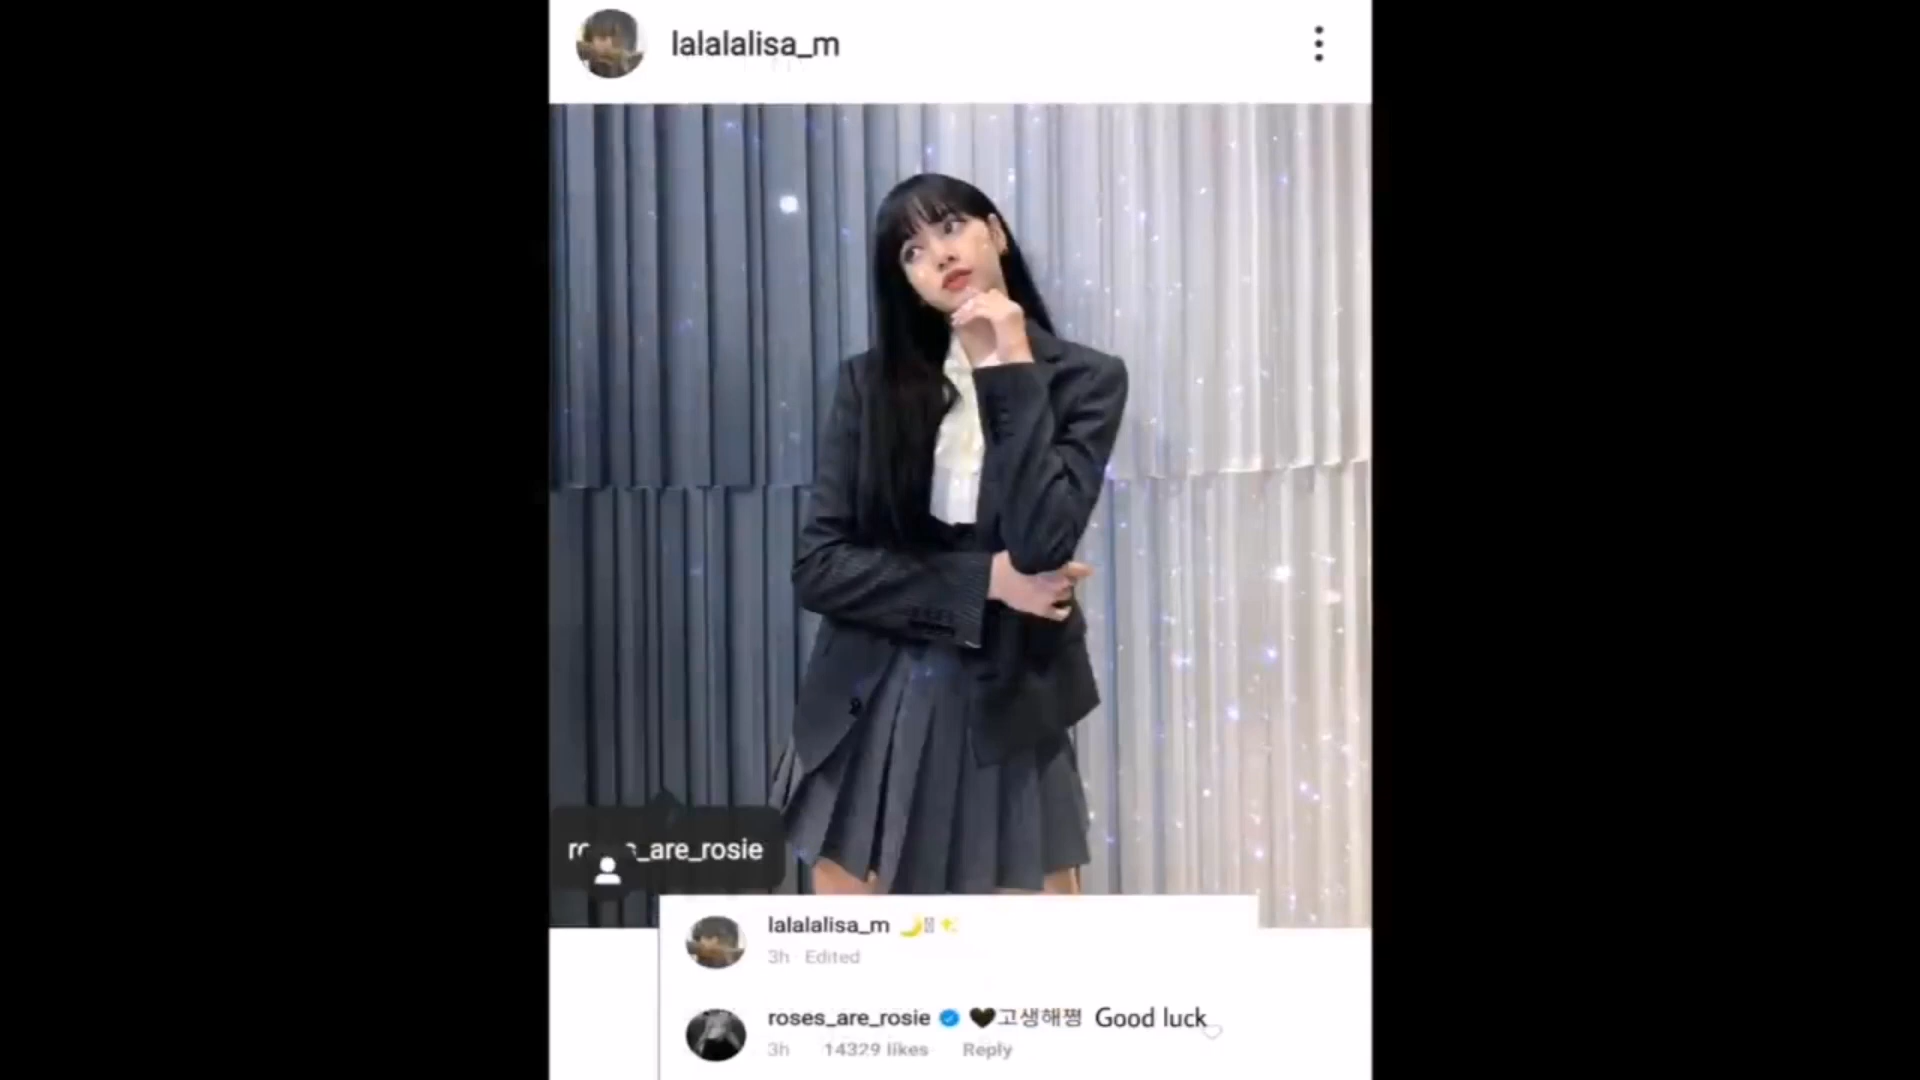 lalalalisa_m
_are_rosie
lalalalisa_m 🌙 ✨
3h · Edited
roses_are_rosie 🖤고생해쪙 Good luck
3h 14329 likes Reply